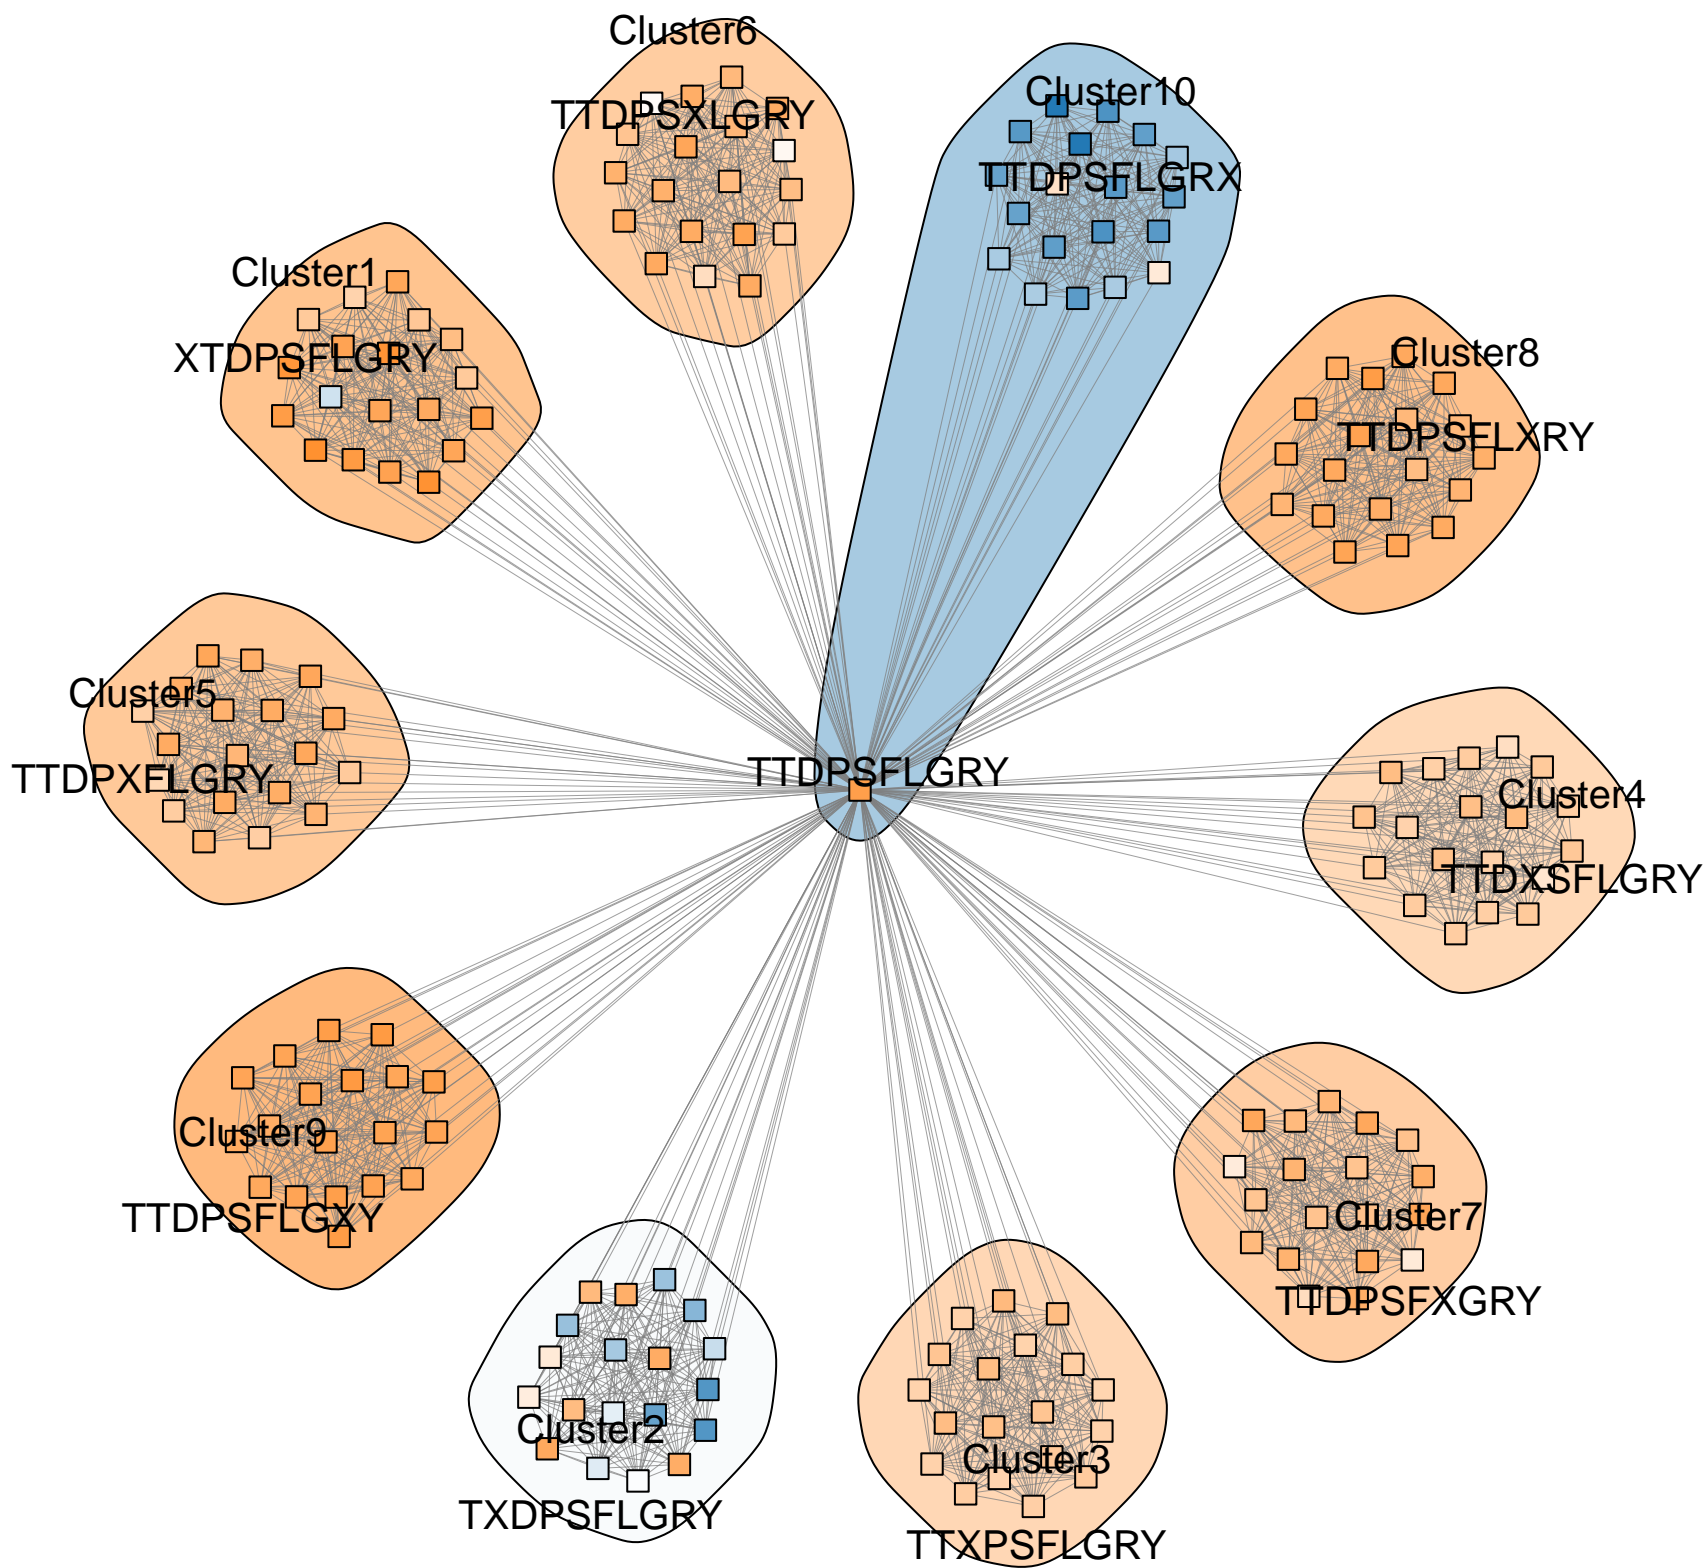 Cluster6
TTDPSXLGRY
Cluster10
TTDPSFLGRX
Cluster1
XTDPSFLGRY
Cluster8
TTDPSFLXRY
Cluster5
TTDPXFLGRY
TTDPSFLGRY
Cluster4
TTDXSFLGRY
Cluster9
TTDPSFLGXY
Cluster7
TTDPSFXGRY
Cluster2
TXDPSFLGRY
Cluster3
TTXPSFLGRY